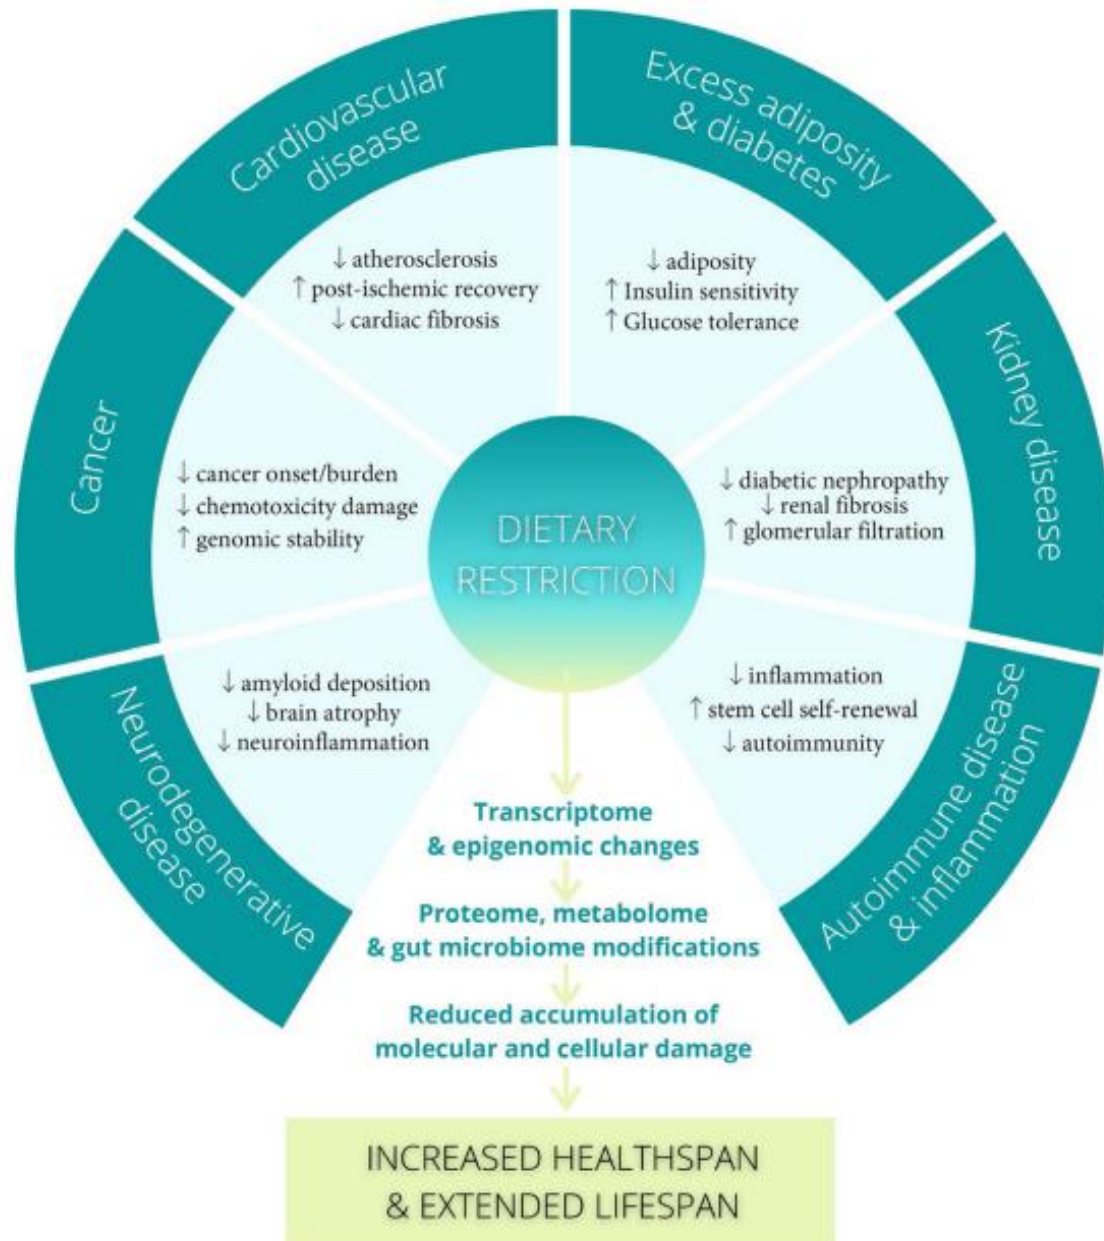 Cardiovascular
disease
↓ atherosclerosis
↑ post-ischemic recovery
↓ cardiac fibrosis
Excess adiposity
& diabetes
↓ adiposity
↑ Insulin sensitivity
↑ Glucose tolerance
Cancer
↓ cancer onset/burden
↓ chemotoxicity damage
↑ genomic stability
Kidney disease
↓ diabetic nephropathy
↓ renal fibrosis
↑ glomerular filtration
DIETARY
RESTRICTION
Neurodegenerative
disease
↓ amyloid deposition
↓ brain atrophy
↓ neuroinflammation
Autoimmune disease
& inflammation
↓ inflammation
↑ stem cell self-renewal
↓ autoimmunity
Transcriptome
& epigenomic changes
Proteome, metabolome
& gut microbiome modifications
Reduced accumulation of
molecular and cellular damage
INCREASED HEALTHSPAN
& EXTENDED LIFESPAN